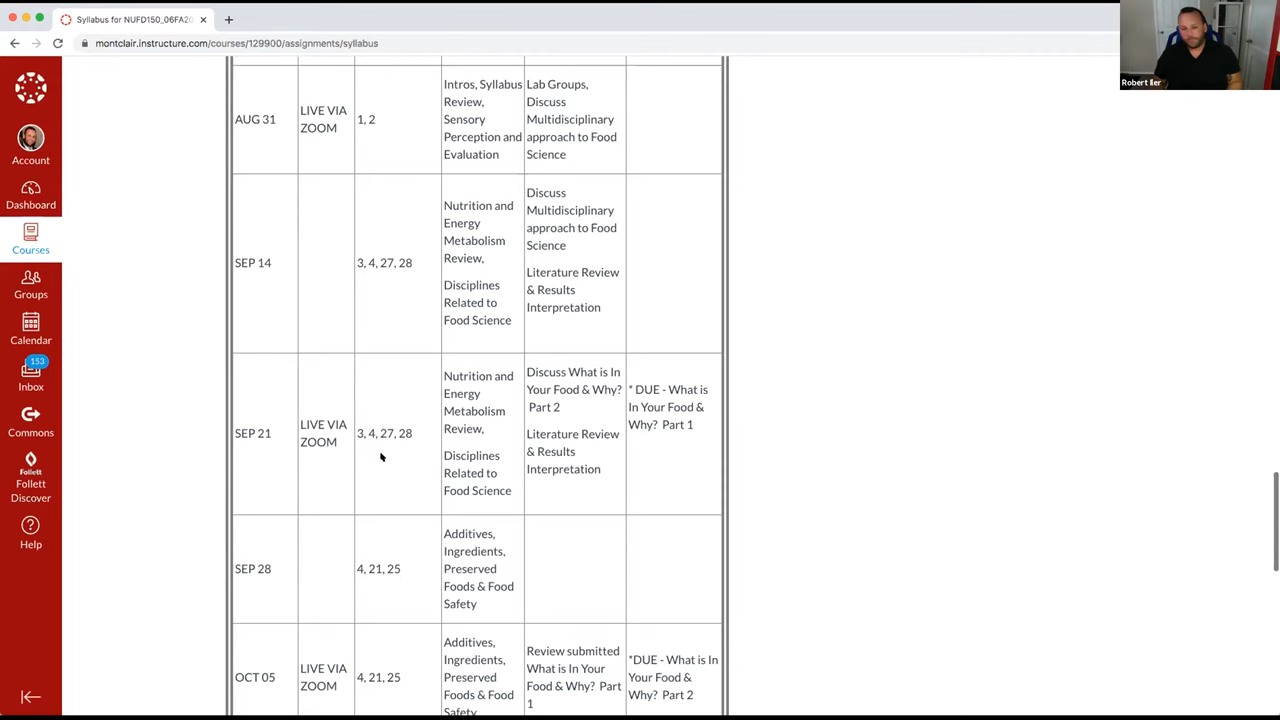 Syllabus for NUFD150_06FA20
montclair.instructure.com/courses/129900/assignments/syllabus
Robert Iler
Account
Dashboard
Courses
Groups
Calendar
153
Inbox
Commons
Follett
Follett
Discover
Help
AUG 31
LIVE VIA
ZOOM
1, 2
Intros, Syllabus
Review,
Sensory
Perception and
Evaluation
Lab Groups,
Discuss
Multidisciplinary
approach to Food
Science
SEP 14
3, 4, 27, 28
Nutrition and
Energy
Metabolism
Review,
Disciplines
Related to
Food Science
Discuss
Multidisciplinary
approach to Food
Science
Literature Review
& Results
Interpretation
SEP 21
LIVE VIA
ZOOM
3, 4, 27, 28
Nutrition and
Energy
Metabolism
Review,
Disciplines
Related to
Food Science
Discuss What is In
Your Food & Why?
Part 2
Literature Review
& Results
Interpretation
* DUE - What is
In Your Food &
Why? Part 1
SEP 28
4, 21, 25
Additives,
Ingredients,
Preserved
Foods & Food
Safety
OCT 05
LIVE VIA
ZOOM
4, 21, 25
Additives,
Ingredients,
Preserved
Foods & Food
Safety
Review submitted
What is In Your
Food & Why? Part
1
*DUE - What is In
Your Food &
Why? Part 2